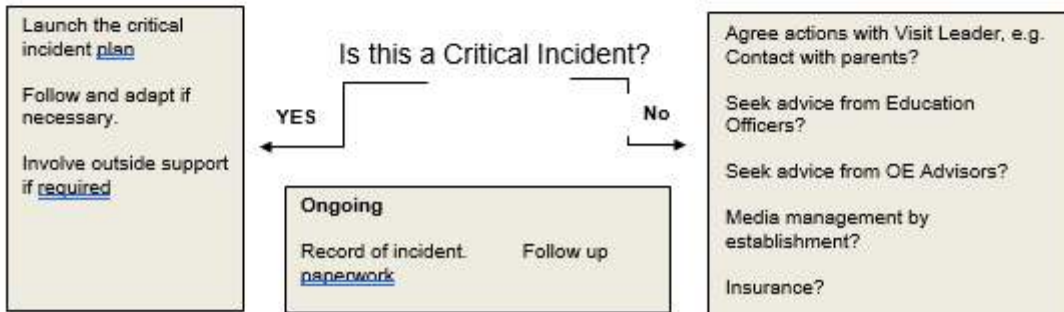 Launch the critical
incident plan
Follow and adapt if
necessary.
Involve outside support
if required
Is this a Critical Incident?
YES
No
Ongoing
Record of incident. Follow up
paperwork
Agree actions with Visit Leader, e.g.
Contact with parents?
Seek advice from Education
Officers?
Seek advice from OE Advisors?
Media management by
establishment?
Insurance?